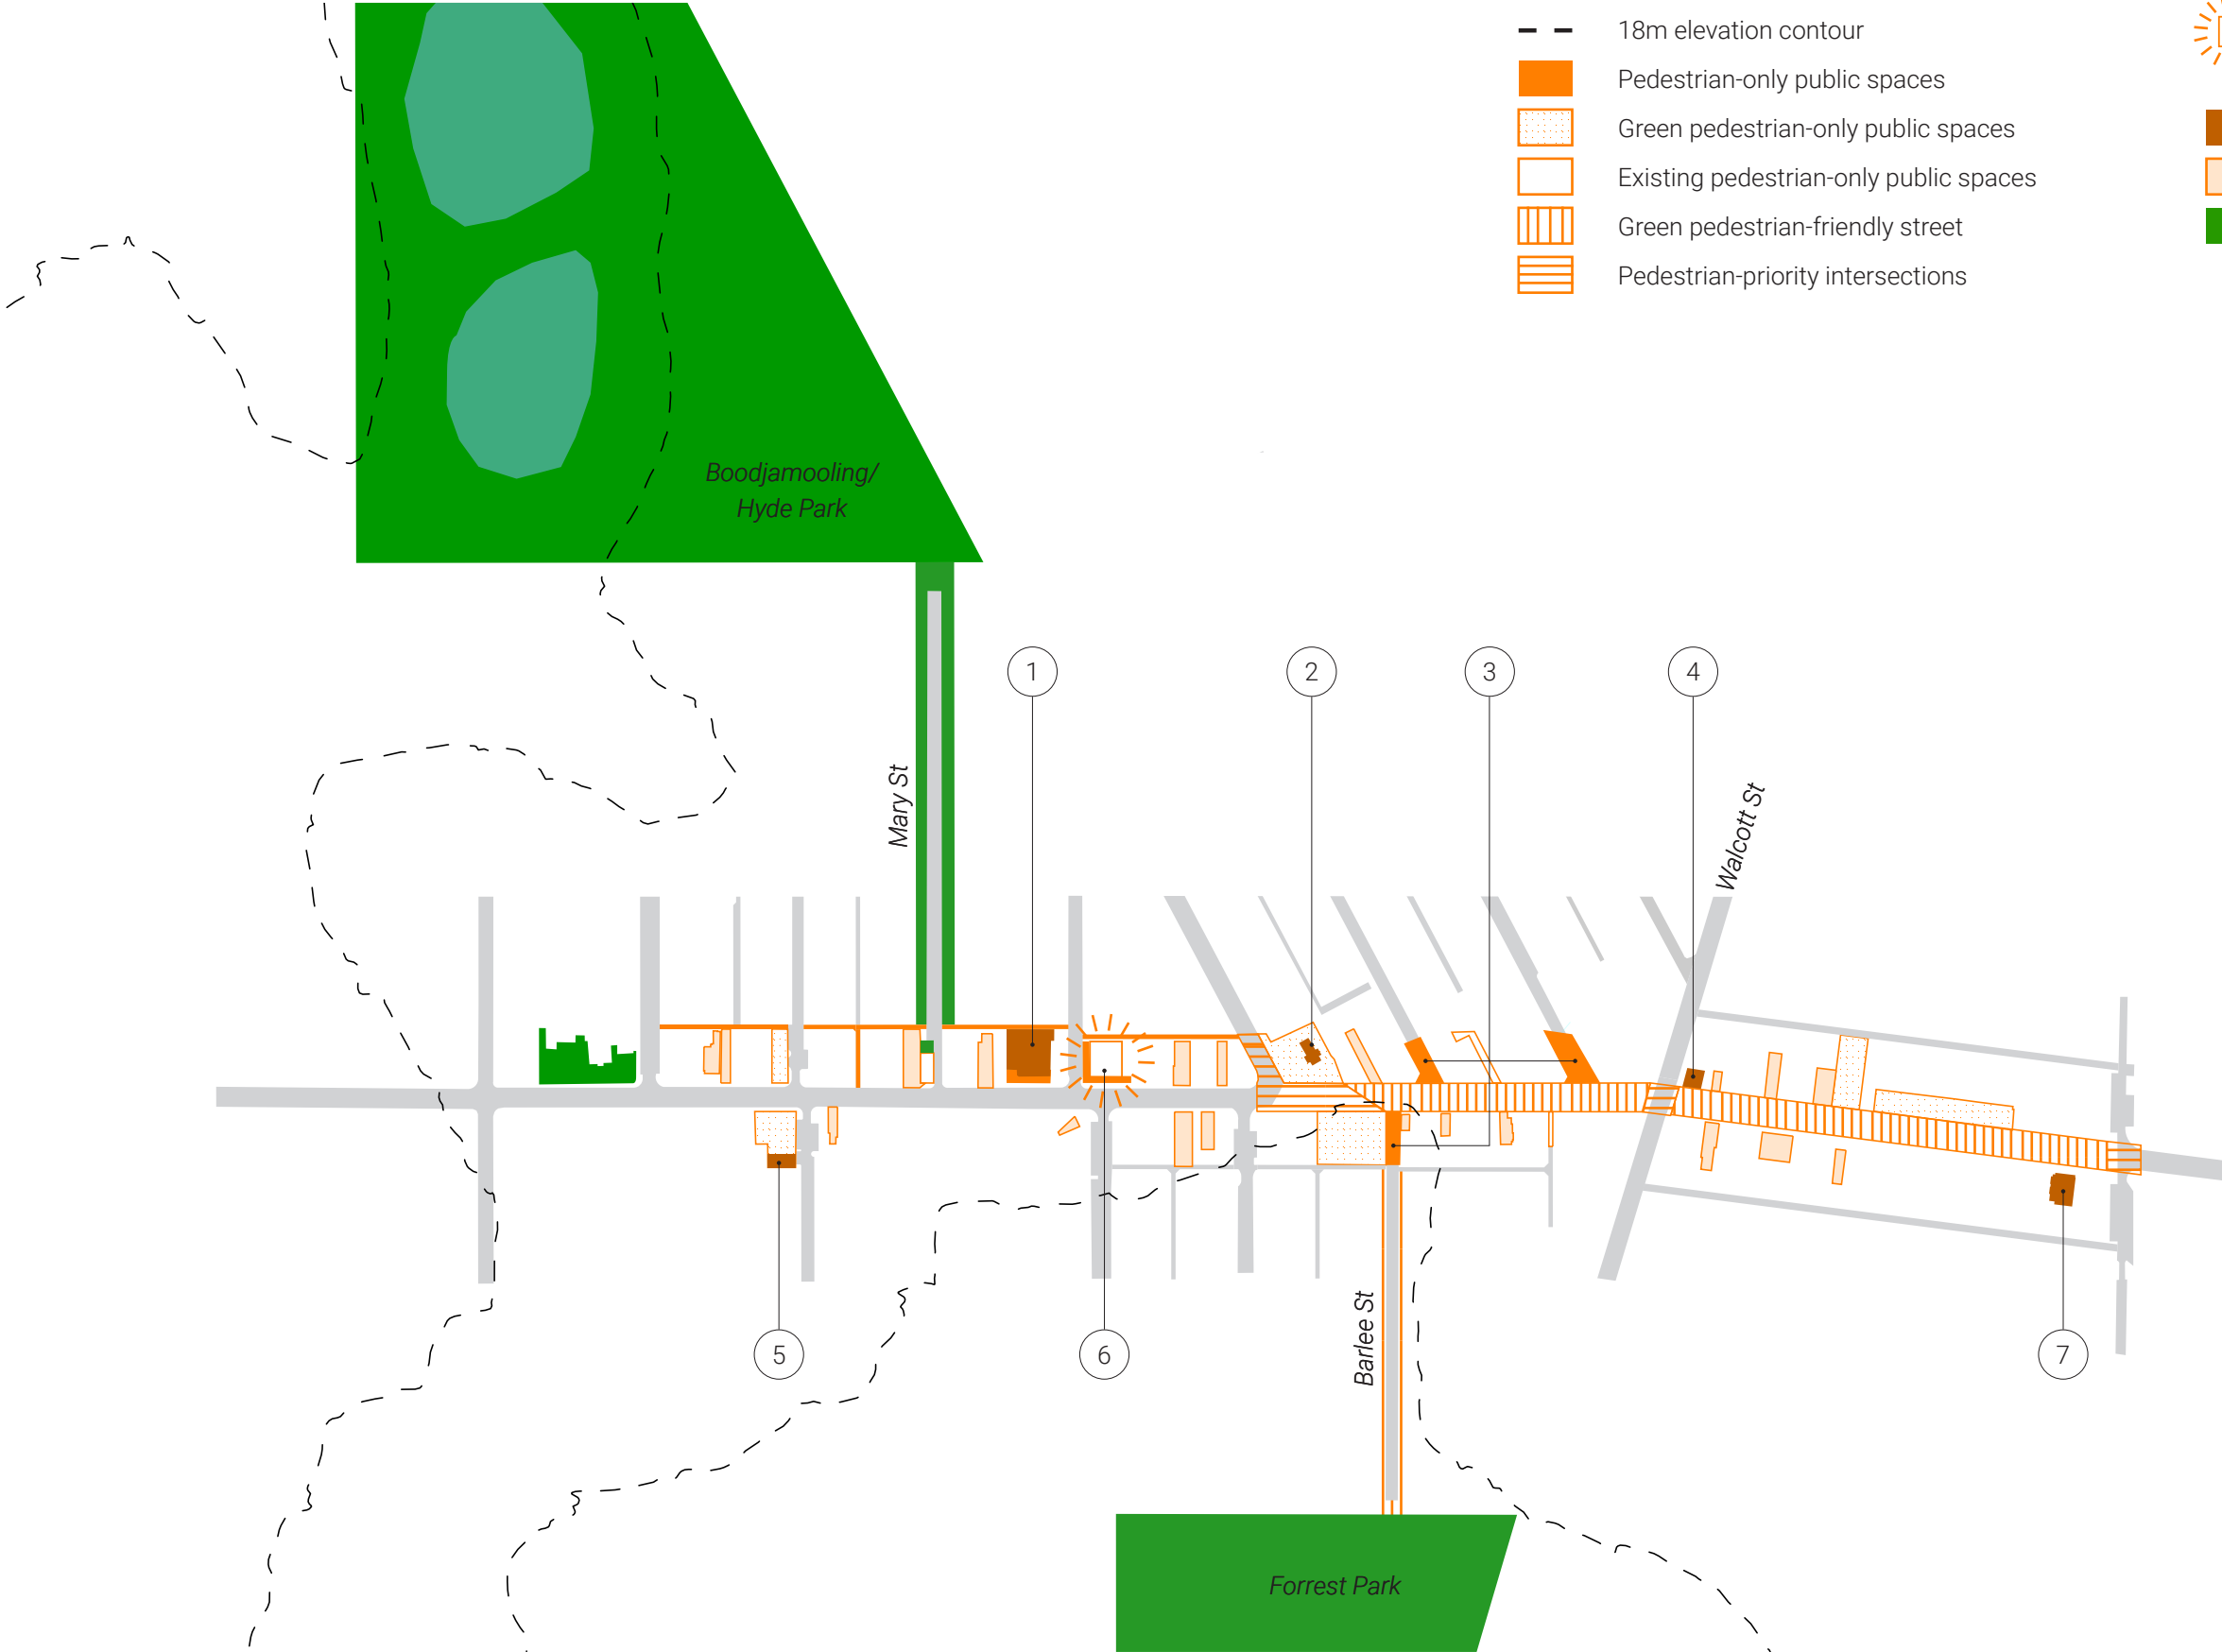 18m elevation contour
Pedestrian-only public spaces
Green pedestrian-only public spaces
Existing pedestrian-only public spaces
Green pedestrian-friendly street
Pedestrian-priority intersections
Boodjamooling/
Hyde Park
1
2
3
4
Mary St
Walcott St
5
6
Barlee St
7
Forrest Park